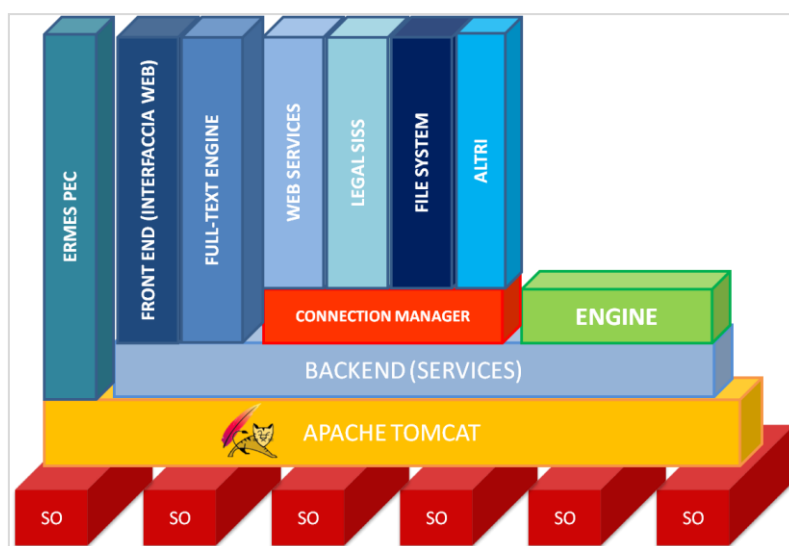 ERMES PEC
FRONT END (INTERFACCIA WEB)
FULL-TEXT ENGINE
WEB SERVICES
LEGAL SISS
FILE SYSTEM
ALTRI
CONNECTION MANAGER
ENGINE
BACKEND (SERVICES)
APACHE TOMCAT
SO
SO
SO
SO
SO
SO